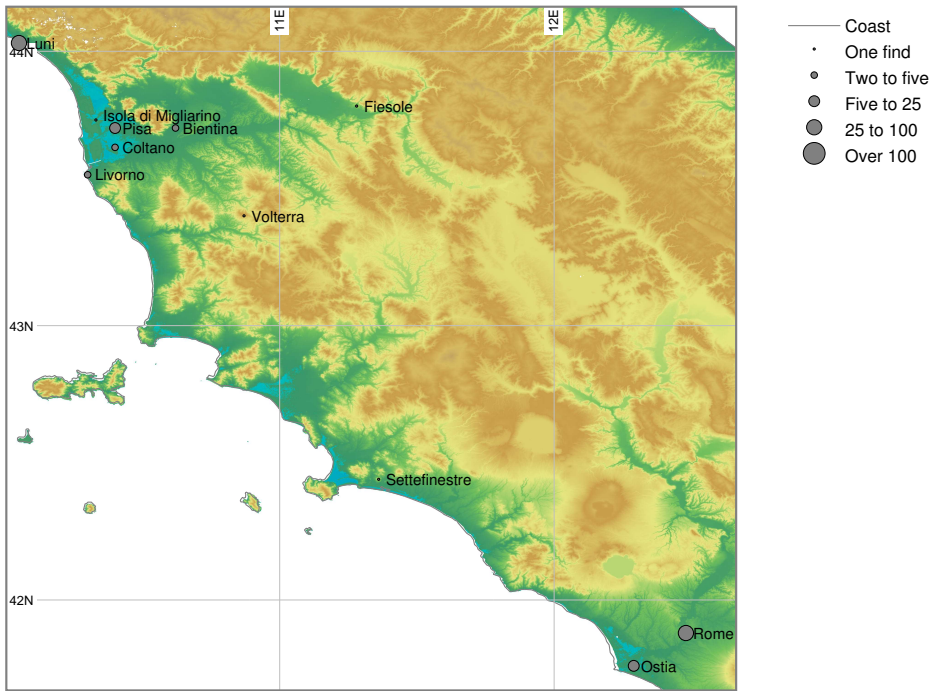 11E
12E
Luni
44N
Fiesole
Isola di Migliarino
Pisa
Bientina
Coltano
Livorno
Volterra
43N
Settefinestre
42N
Rome
Ostia
Coast
One find
Two to five
Five to 25
25 to 100
Over 100